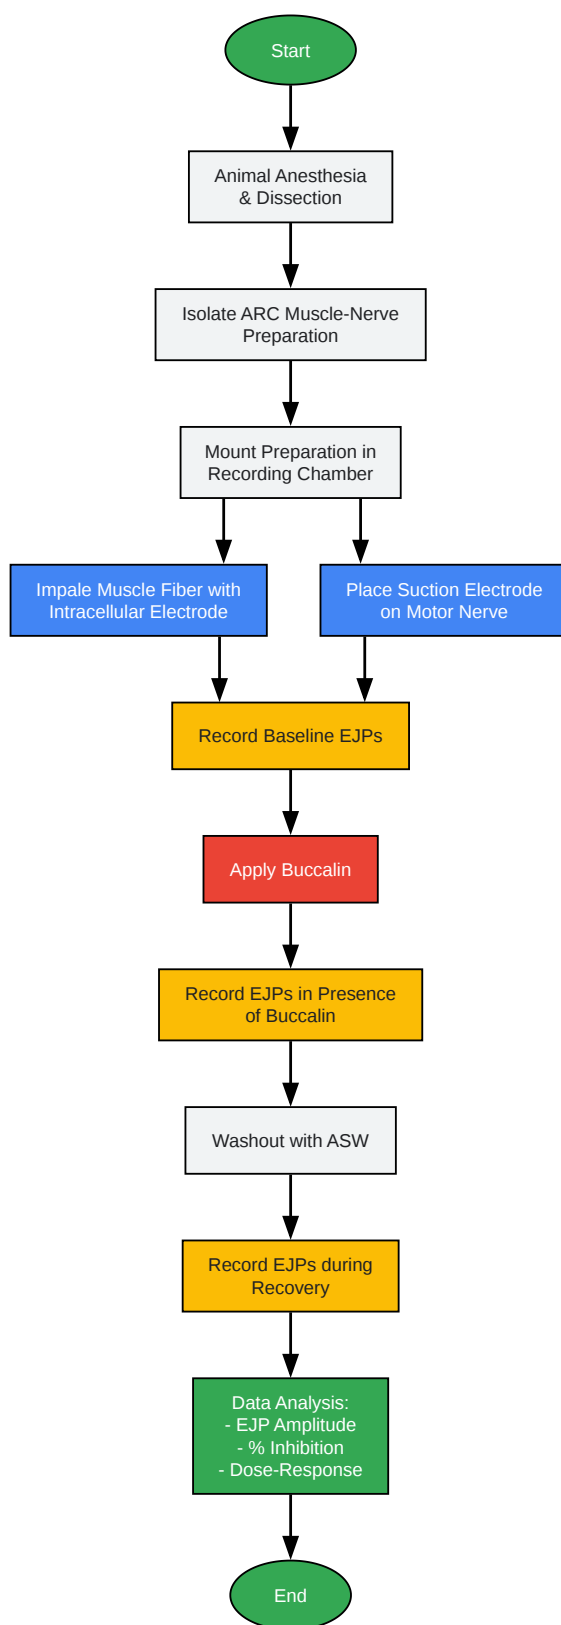 Start
Animal Anesthesia
& Dissection
Isolate ARC Muscle-Nerve
Preparation
Mount Preparation in
Recording Chamber
Impale Muscle Fiber with
Intracellular Electrode
Place Suction Electrode
on Motor Nerve
Record Baseline EJPs
Apply Buccalin
Record EJPs in Presence
of Buccalin
Washout with ASW
Record EJPs during
Recovery
Data Analysis:
- EJP Amplitude
- % Inhibition
- Dose-Response
End